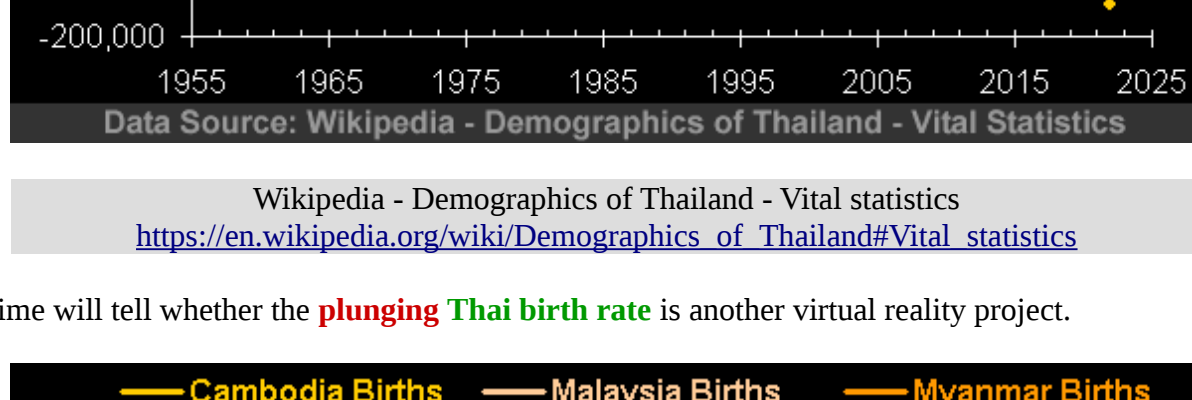 -200,000
1955 1965 1975 1985 1995 2005 2015 2025
Data Source: Wikipedia - Demographics of Thailand - Vital Statistics
Wikipedia - Demographics of Thailand - Vital statistics
https://en.wikipedia.org/wiki/Demographics_of_Thailand#Vital_statistics
ime will tell whether the plunging Thai birth rate is another virtual reality project.
Cambodia Births Malaysia Births Myanmar Births